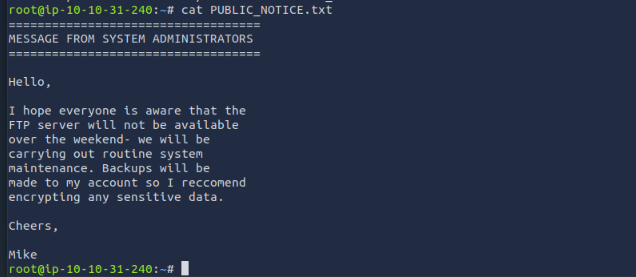 root@ip-10-10-31-240:~# cat PUBLIC_NOTICE.txt
===================================
MESSAGE FROM SYSTEM ADMINISTRATORS
===================================
Hello,
I hope everyone is aware that the
FTP server will not be available
over the weekend- we will be
carrying out routine system
maintenance. Backups will be
made to my account so I reccomend
encrypting any sensitive data.
Cheers,
Mike
root@ip-10-10-31-240:~#